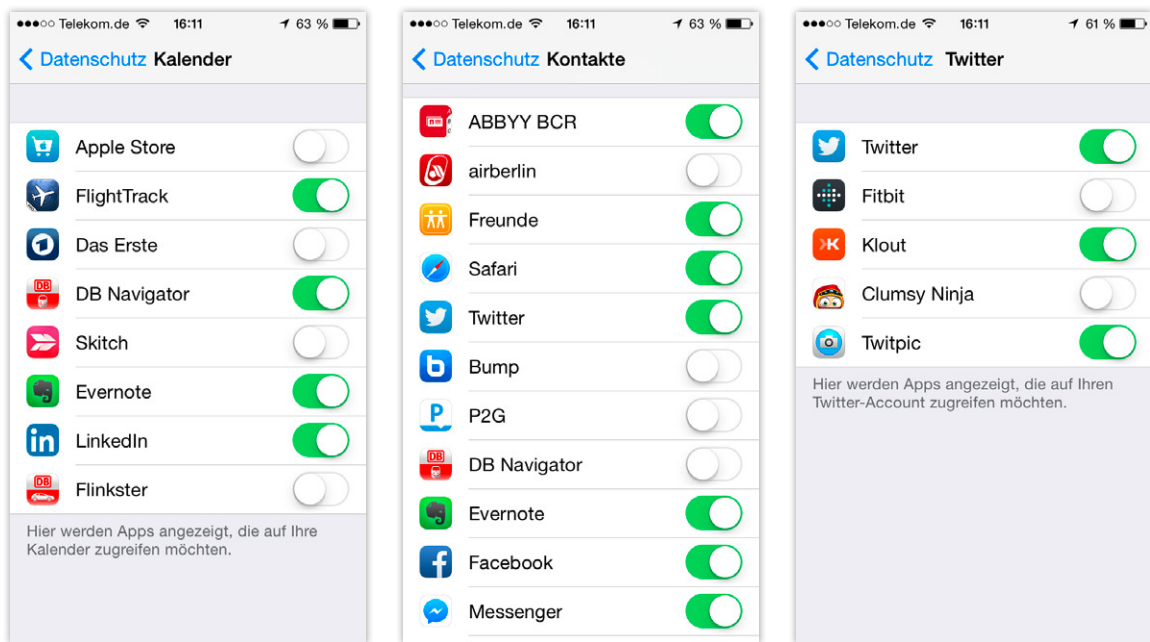 Telekom.de 16:11 63 %
Datenschutz Kalender
Apple Store
FlightTrack
Das Erste
DB Navigator
Skitch
Evernote
LinkedIn
Flinkster
Hier werden Apps angezeigt, die auf Ihre
Kalender zugreifen möchten.
Telekom.de 16:11 63 %
Datenschutz Kontakte
ABBYY BCR
airberlin
Freunde
Safari
Twitter
Bump
P2G
DB Navigator
Evernote
Facebook
Messenger
Telekom.de 16:11 61 %
Datenschutz Twitter
Twitter
Fitbit
Klout
Clumsy Ninja
Twitpic
Hier werden Apps angezeigt, die auf Ihren
Twitter-Account zugreifen möchten.